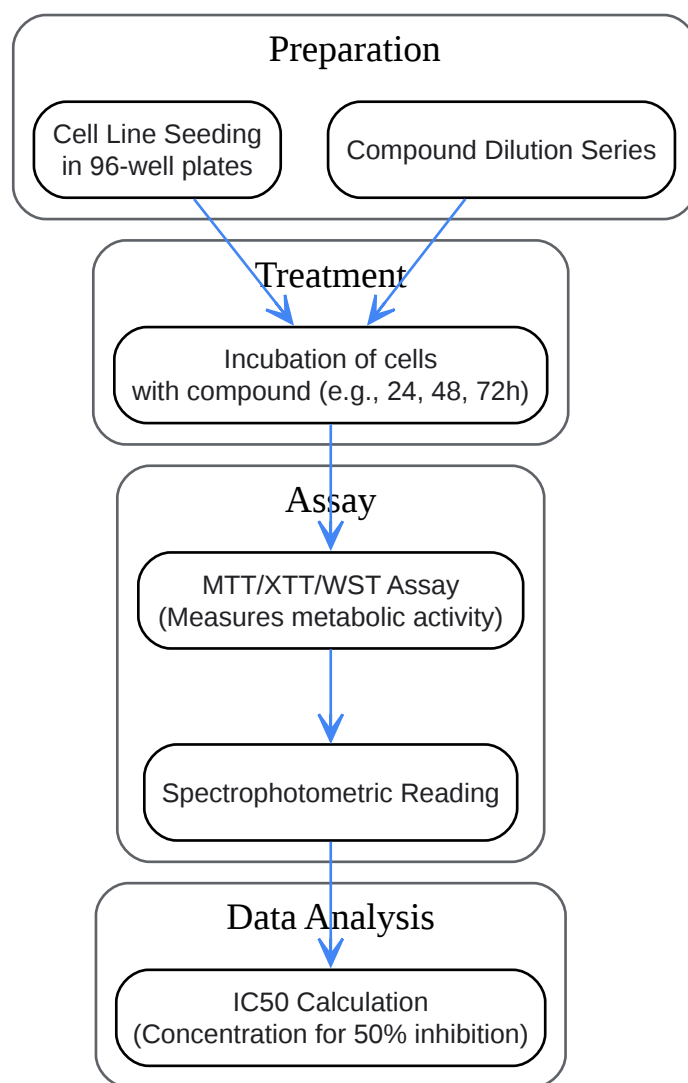 Preparation
Cell Line Seeding
in 96-well plates
Compound Dilution Series
Treatment
Incubation of cells
with compound (e.g., 24, 48, 72h)
Assay
MTT/XTT/WST Assay
(Measures metabolic activity)
Spectrophotometric Reading
Data Analysis
IC50 Calculation
(Concentration for 50% inhibition)